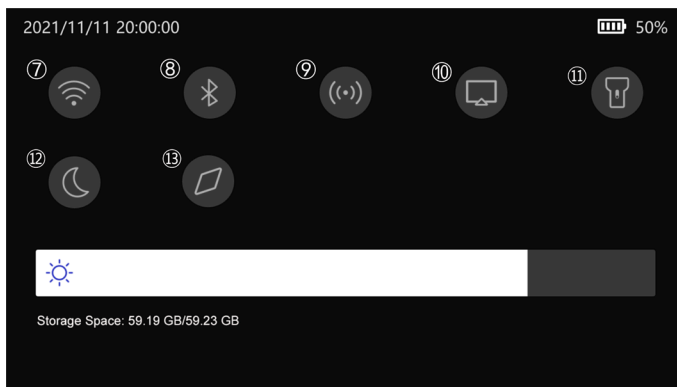 2021/11/11 20:00:00 50%
⑦ ⑧ ⑨ ⑩ ⑪
⑫ ⑬
Storage Space: 59.19 GB/59.23 GB